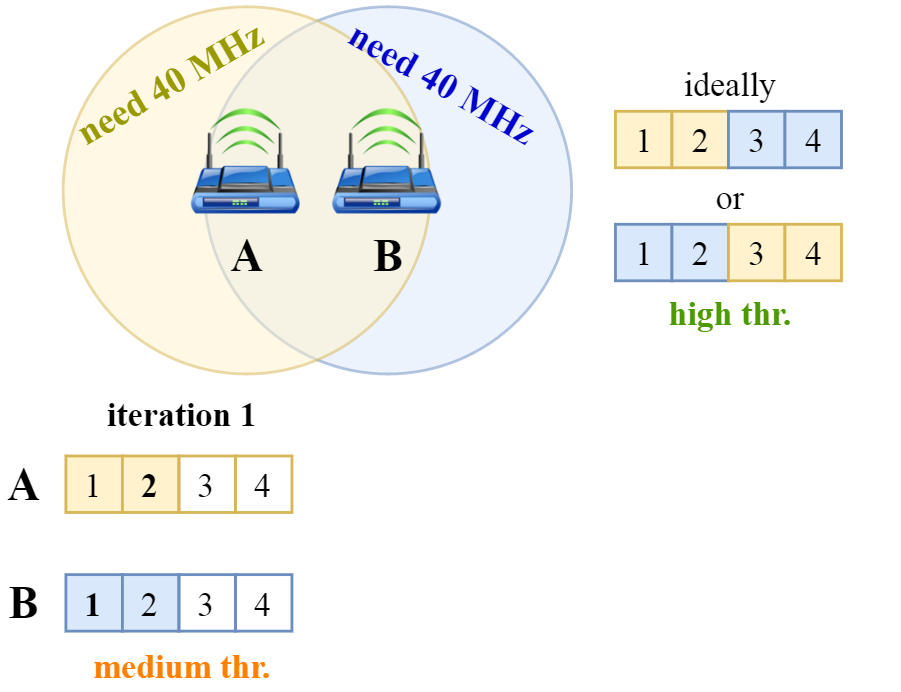 need 40 MHz
need 40 MHz
A
B
ideally
1 2 3 4
or
1 2 3 4
high thr.
iteration 1
A 1 2 3 4
B 1 2 3 4
medium thr.